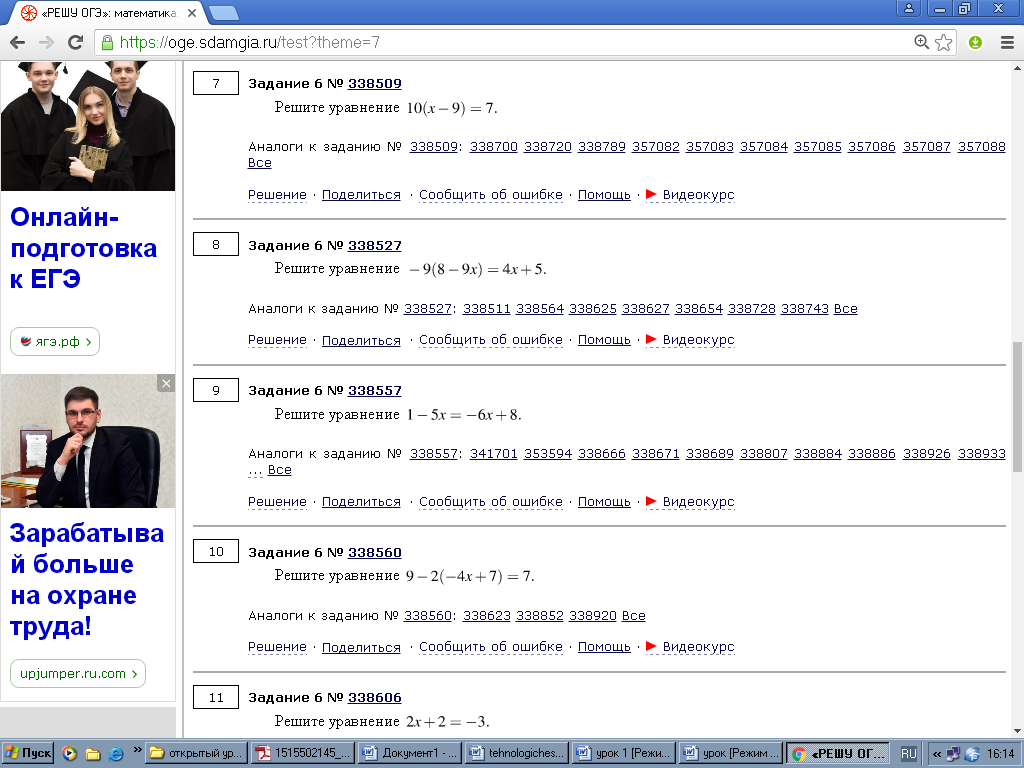 «РЕШУ ОГЭ»: математика.
https://oge.sdamgia.ru/test?theme=7
Онлайн-
подготовка
к ЕГЭ
ягэ.рф
Зарабатыва
й больше
на охране
труда!
upjumper.ru.com
7
Задание 6 № 338509
Решите уравнение 10(x − 9) = 7.
Аналоги к заданию № 338509: 338700 338720 338789 357082 357083 357084 357085 357086 357087 357088
Все
Решение · Поделиться · Сообщить об ошибке · Помощь · Видеокурс
8
Задание 6 № 338527
Решите уравнение − 9(8 − 9x) = 4x + 5.
Аналоги к заданию № 338527: 338511 338564 338625 338627 338654 338728 338743 Все
Решение · Поделиться · Сообщить об ошибке · Помощь · Видеокурс
9
Задание 6 № 338557
Решите уравнение 1 − 5x = −6x + 8.
Аналоги к заданию № 338557: 341701 353594 338666 338671 338689 338807 338884 338886 338926 338933
... Все
Решение · Поделиться · Сообщить об ошибке · Помощь · Видеокурс
10
Задание 6 № 338560
Решите уравнение 9 − 2(−4x + 7) = 7.
Аналоги к заданию № 338560: 338623 338852 338920 Все
Решение · Поделиться · Сообщить об ошибке · Помощь · Видеокурс
11
Задание 6 № 338606
Решите уравнение 2x + 2 = −3.
Пуск » открытый ур... 1515502145_... Документ1 - ... tehnologiches... урок 1 [Режи... урок [Режим ... «РЕШУ ОГ... RU « 16:14